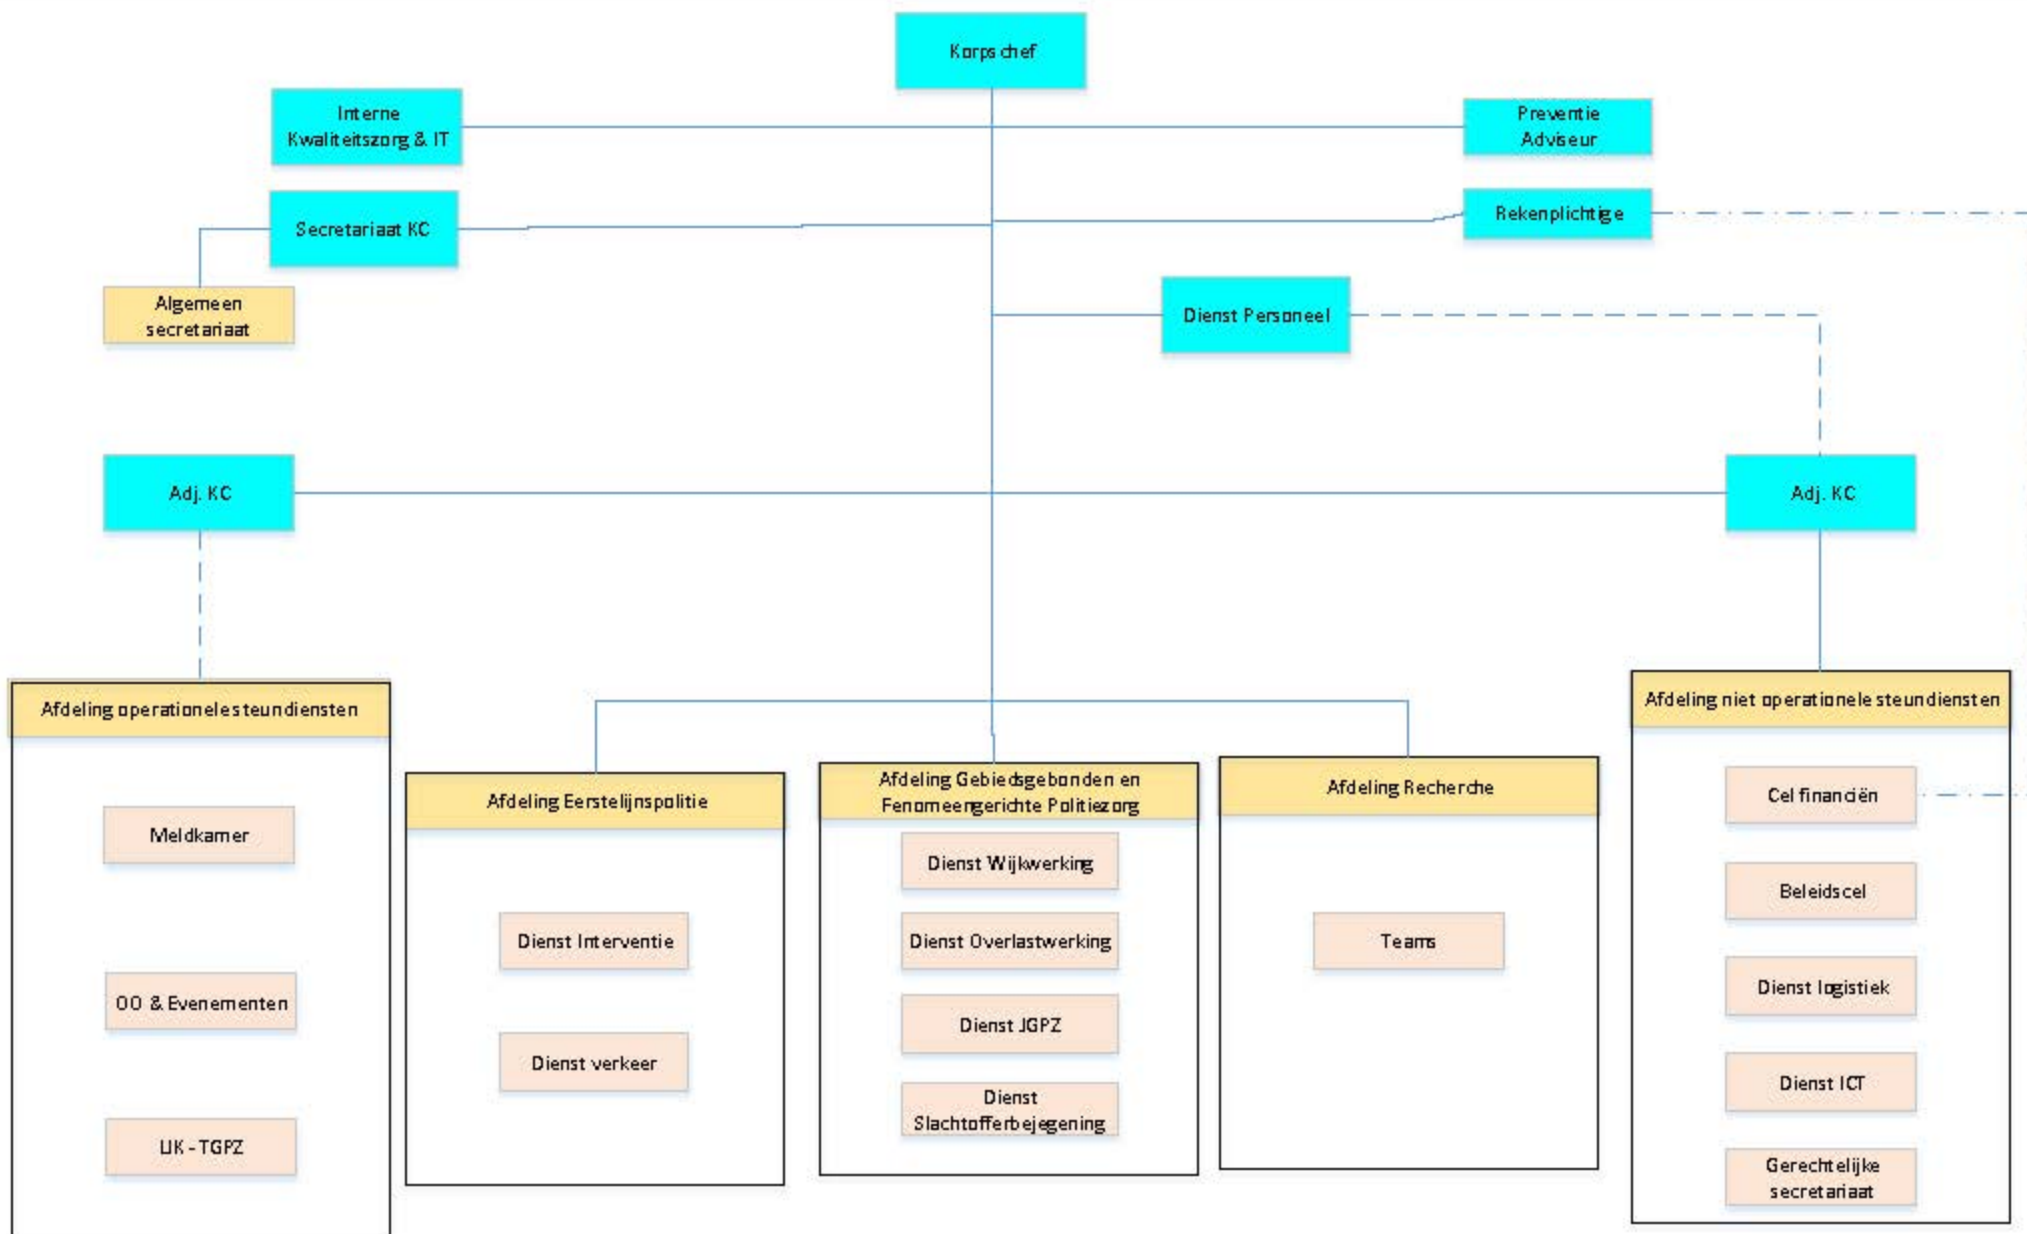 Korpschef
Interne
Kwaliteitszorg & IT
Preventie
Adviseur
Secretariaat KC
Rekenplichtige
Algemeen
secretariaat
Dienst Personeel
Adj. KC
Adj. KC
Afdeling operationele steundiensten
Meldkamer
OO & Evenementen
LIK - TGPZ
Afdeling Eerstelijnspolitie
Dienst Interventie
Dienst verkeer
Afdeling Gebiedsgebonden en
Fenomeengerichte Politiezorg
Dienst Wijkwerking
Dienst Overlastwerking
Dienst JGPZ
Dienst
Slachtofferbejegening
Afdeling Recherche
Teams
Afdeling niet operationele steundiensten
Cel financiën
Beleidscel
Dienst logistiek
Dienst ICT
Gerechtelijke
secretariaat